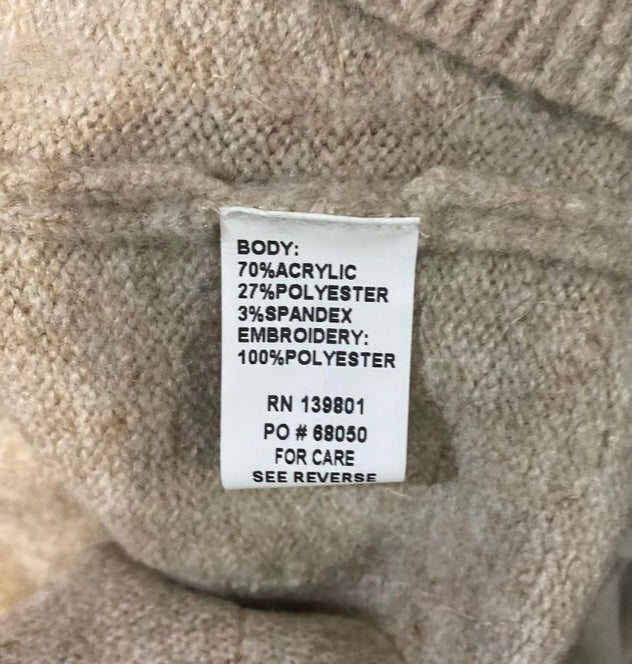 BODY:
70%ACRYLIC
27%POLYESTER
3%SPANDEX
EMBROIDERY:
100%POLYESTER
RN 139801
PO # 68050
FOR CARE
SEE REVERSE